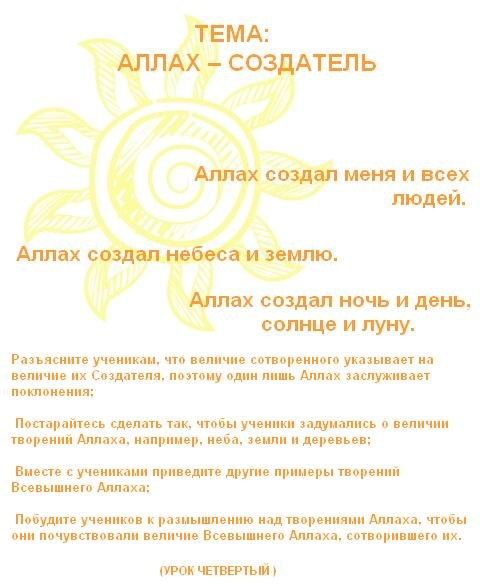 ТЕМА:
АЛЛАХ – СОЗДАТЕЛЬ
Аллах создал меня и всех
людей.
Аллах создал небеса и землю.
Аллах создал ночь и день,
солнце и луну.
Разъясните ученикам, что величие сотворенного указывает на
величие их Создателя, поэтому один лишь Аллах заслуживает
поклонения;
Постарайтесь сделать так, чтобы ученики задумались о величии
творений Аллаха, например, неба, земли и деревьев;
Вместе с учениками приведите другие примеры творений
Всевышнего Аллаха;
Побудите учеников к размышлению над творениями Аллаха, чтобы
они почувствовали величие Всевышнего Аллаха, сотворившего их.
(УРОК ЧЕТВЕРТЫЙ )